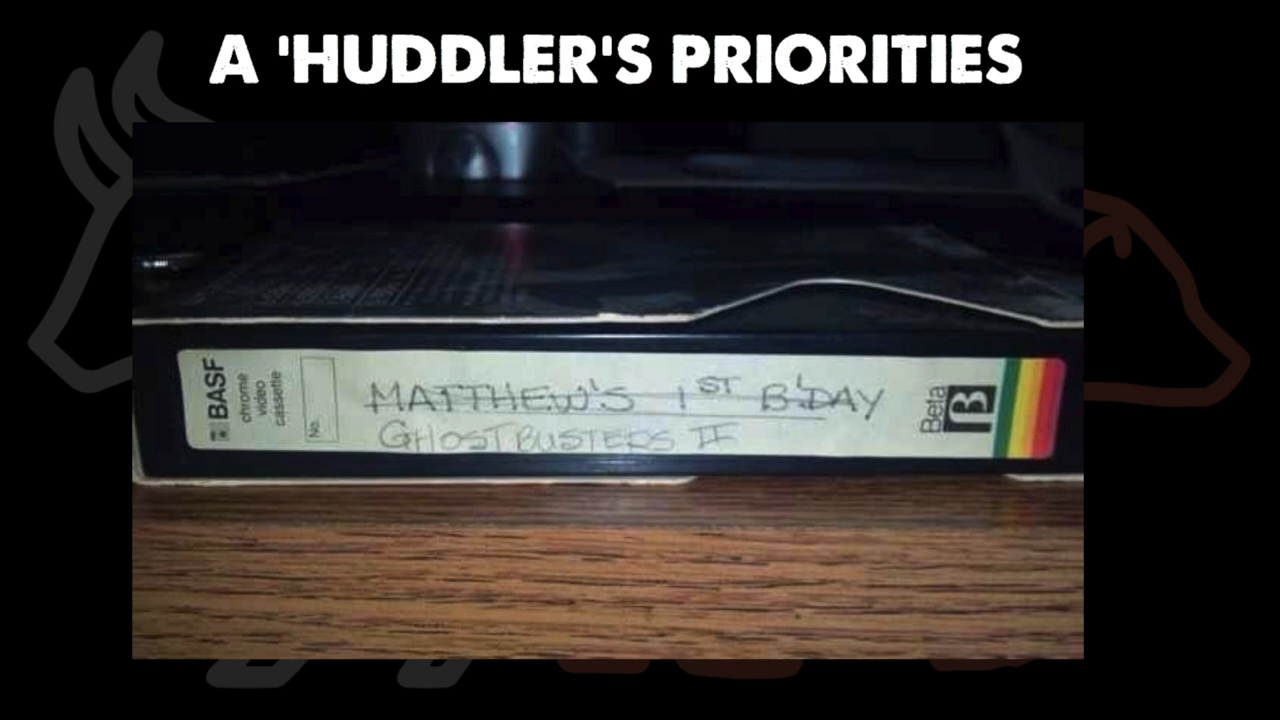 A 'HUDDLER'S PRIORITIES
BASF
chrome
video
cassette
No.
MATTHEW'S 1ST B'DAY
GHOSTBUSTERS II
Beta
B